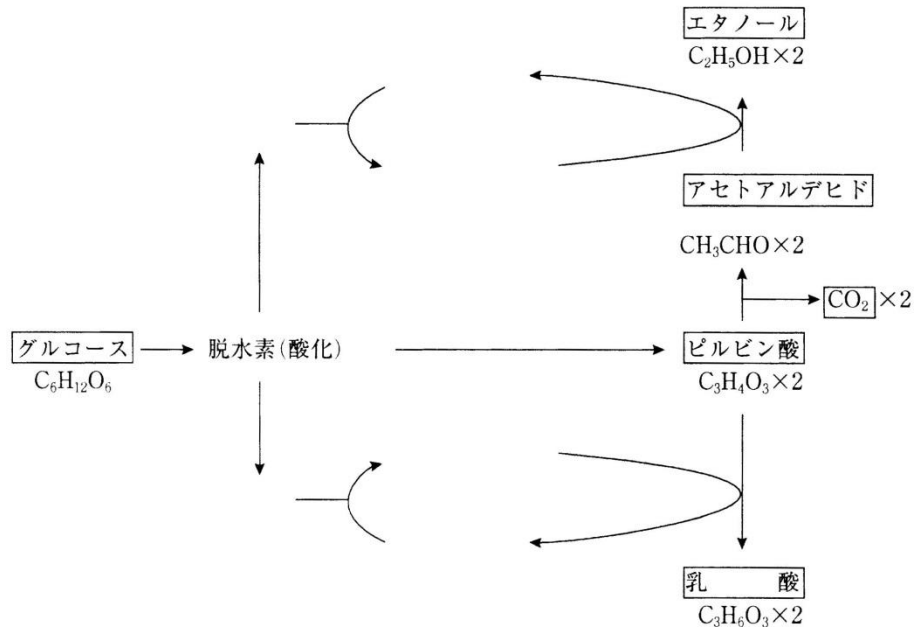 エタノール
C₂H₅OH×2
アセトアルデヒド
CH₃CHO×2
CO₂ ×2
グルコース
C₆H₁₂O₆
脱水素(酸化)
ピルビン酸
C₃H₄O₃×2
乳 酸
C₃H₆O₃×2